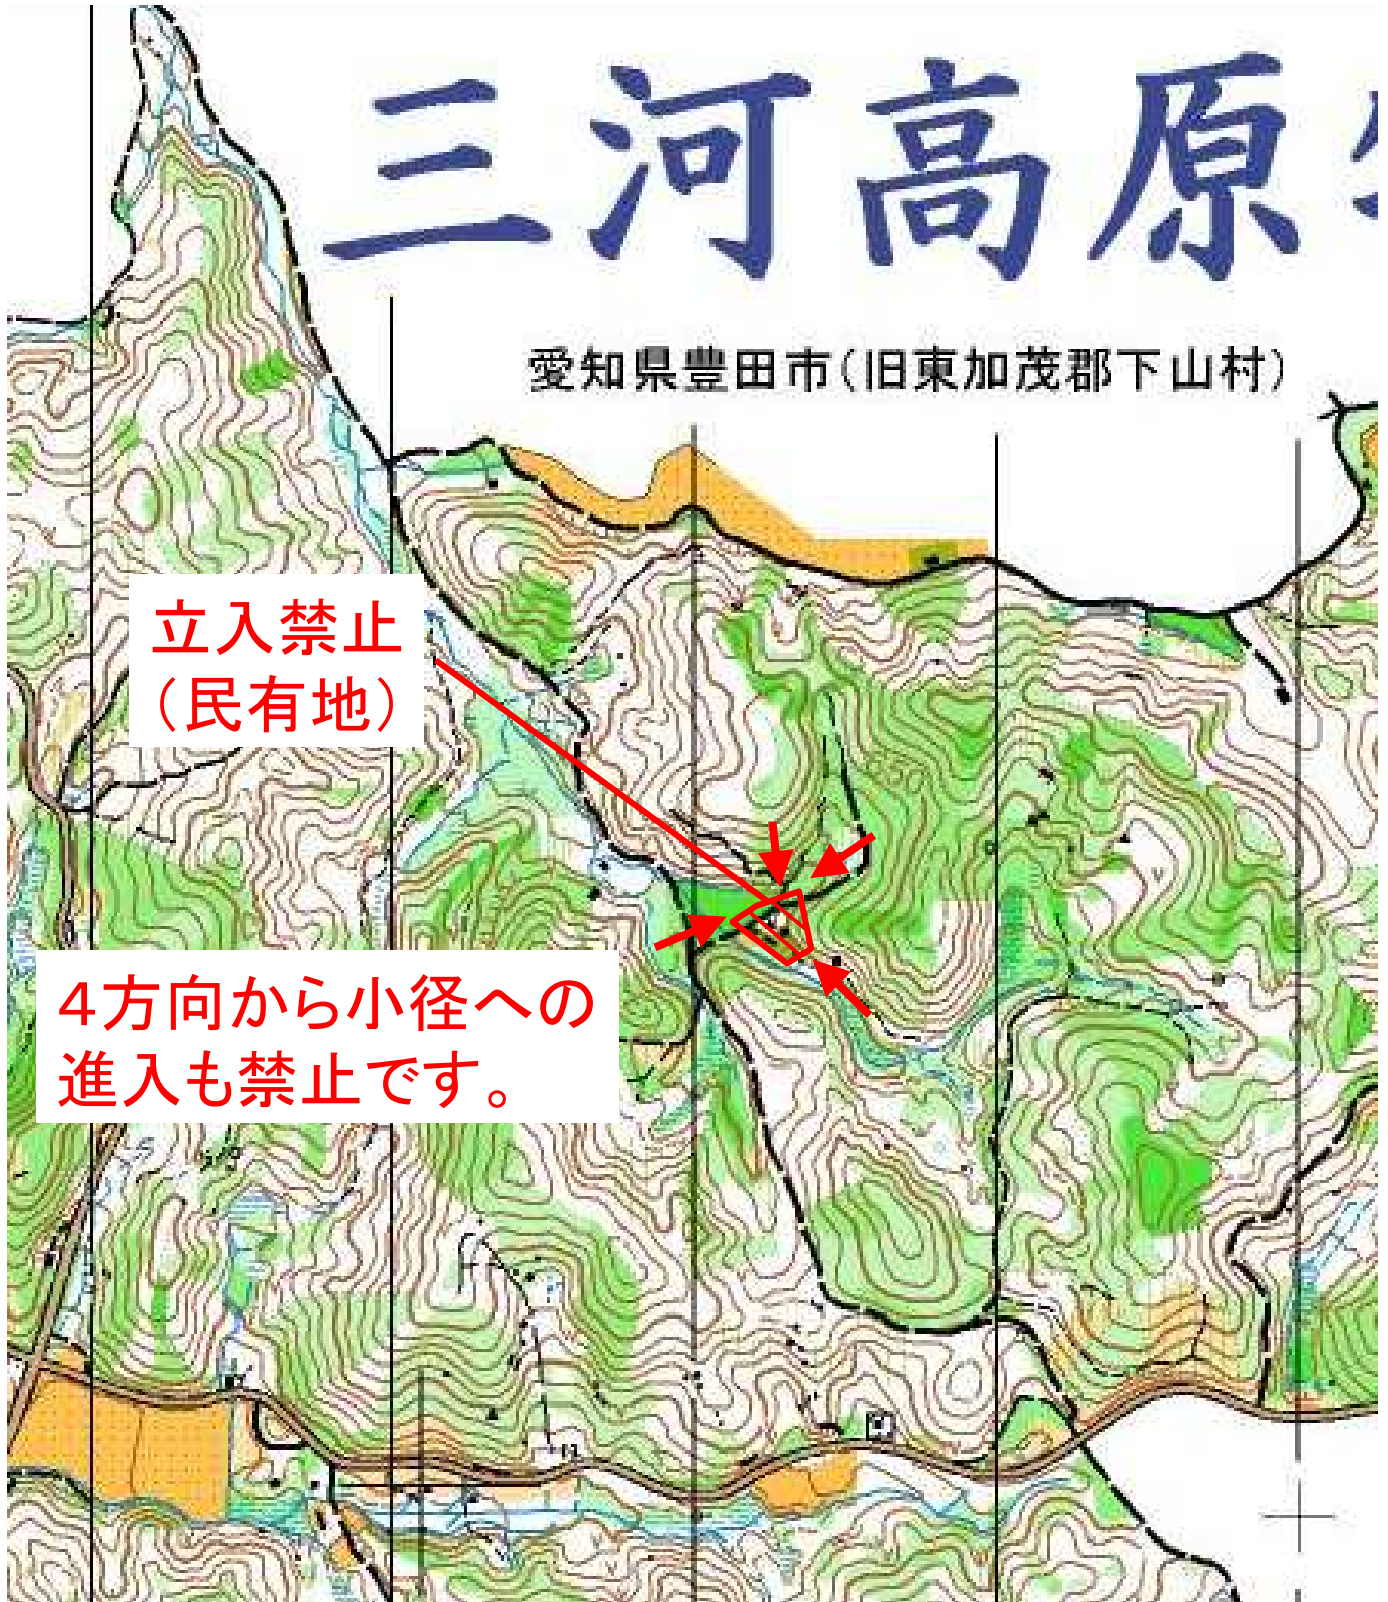 三河高原
愛知県豊田市(旧東加茂郡下山村)
立入禁止
(民有地)
4方向から小径への
進入も禁止です。